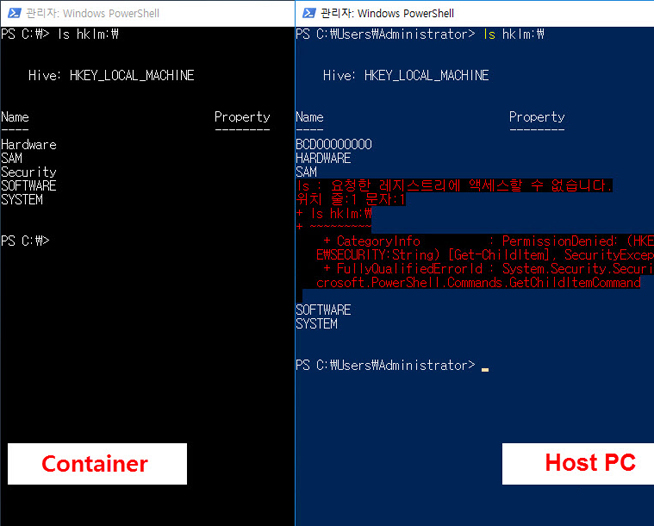 관리자: Windows PowerShell
PS C:\> ls hklm:\
Hive: HKEY_LOCAL_MACHINE
Name Property
---- --------
Hardware
SAM
Security
SOFTWARE
SYSTEM
PS C:\>
Container
관리자: Windows PowerShell
PS C:\Users\Administrator> ls hklm:\
Hive: HKEY_LOCAL_MACHINE
Name Property
---- --------
BCD00000000
HARDWARE
SAM
ls : 요청한 레지스트리에 액세스할 수 없습니다.
위치 줄:1 문자:1
+ ls hklm:\
+ ~~~~~~~~~
+ CategoryInfo : PermissionDenied: (HKE
E\SECURITY:String) [Get-ChildItem], SecurityExcep
+ FullyQualifiedErrorId : System.Security.Securi
crosoft.PowerShell.Commands.GetChildItemCommand
SOFTWARE
SYSTEM
PS C:\Users\Administrator>
Host PC